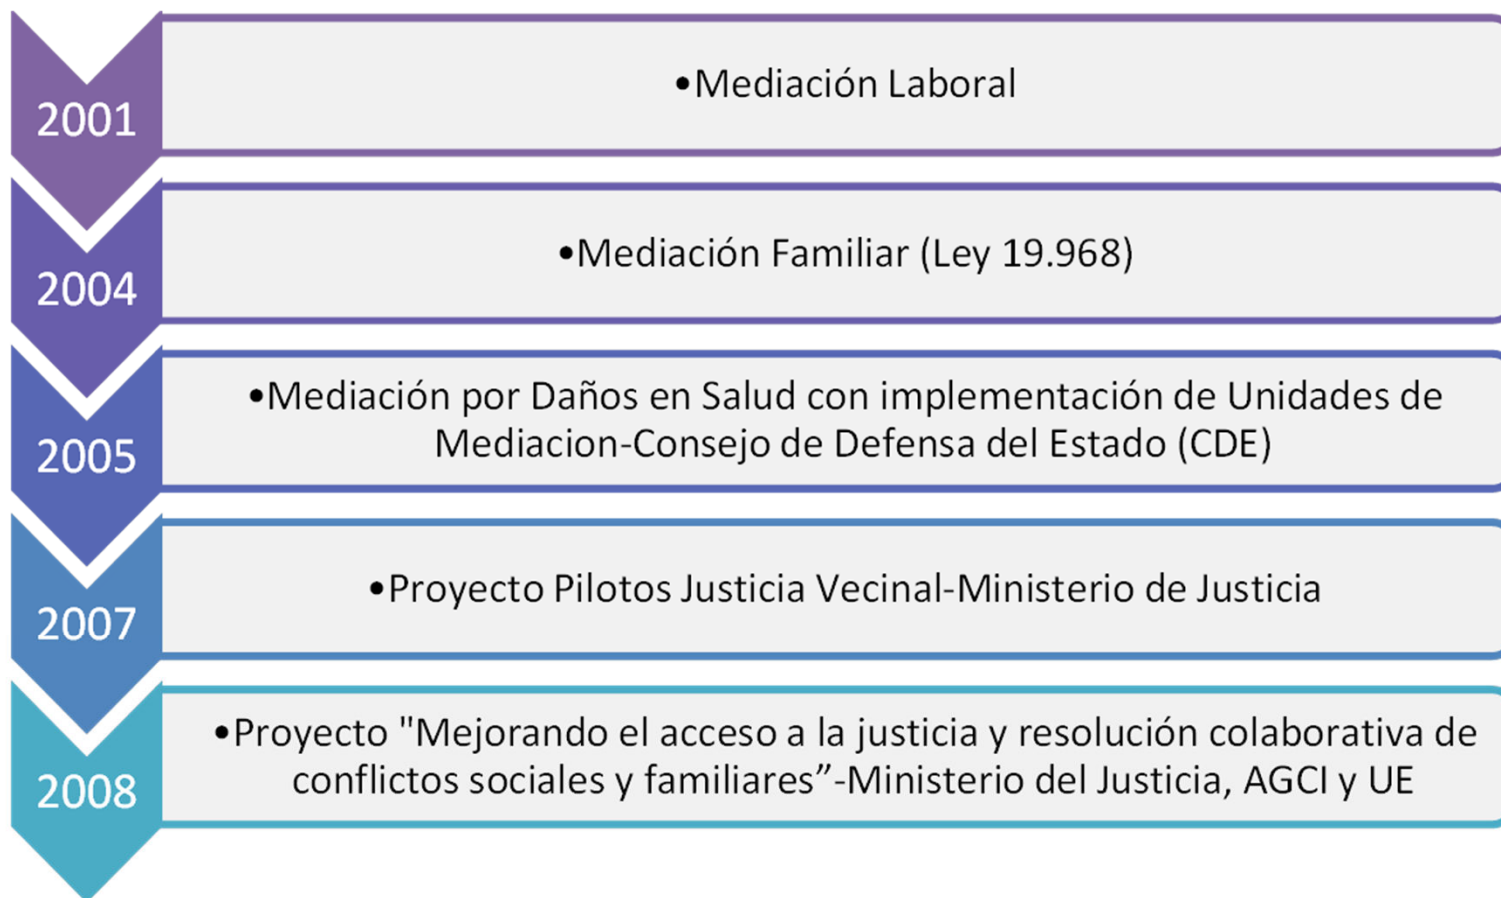 2001
•Mediación Laboral
2004
•Mediación Familiar (Ley 19.968)
2005
•Mediación por Daños en Salud con implementación de Unidades de
Mediacion-Consejo de Defensa del Estado (CDE)
2007
•Proyecto Pilotos Justicia Vecinal-Ministerio de Justicia
2008
•Proyecto "Mejorando el acceso a la justicia y resolución colaborativa de
conflictos sociales y familiares”-Ministerio del Justicia, AGCI y UE